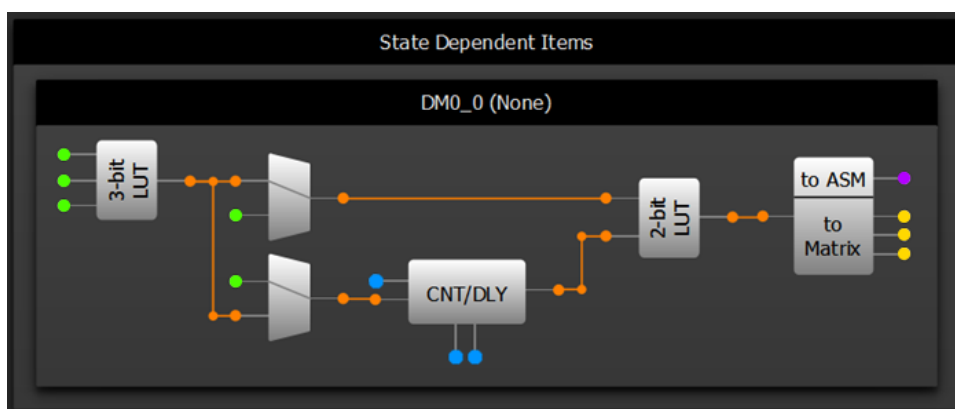 State Dependent Items
DM0_0 (None)
3-bit
LUT
2-bit
LUT
to ASM
to
Matrix
CNT/DLY